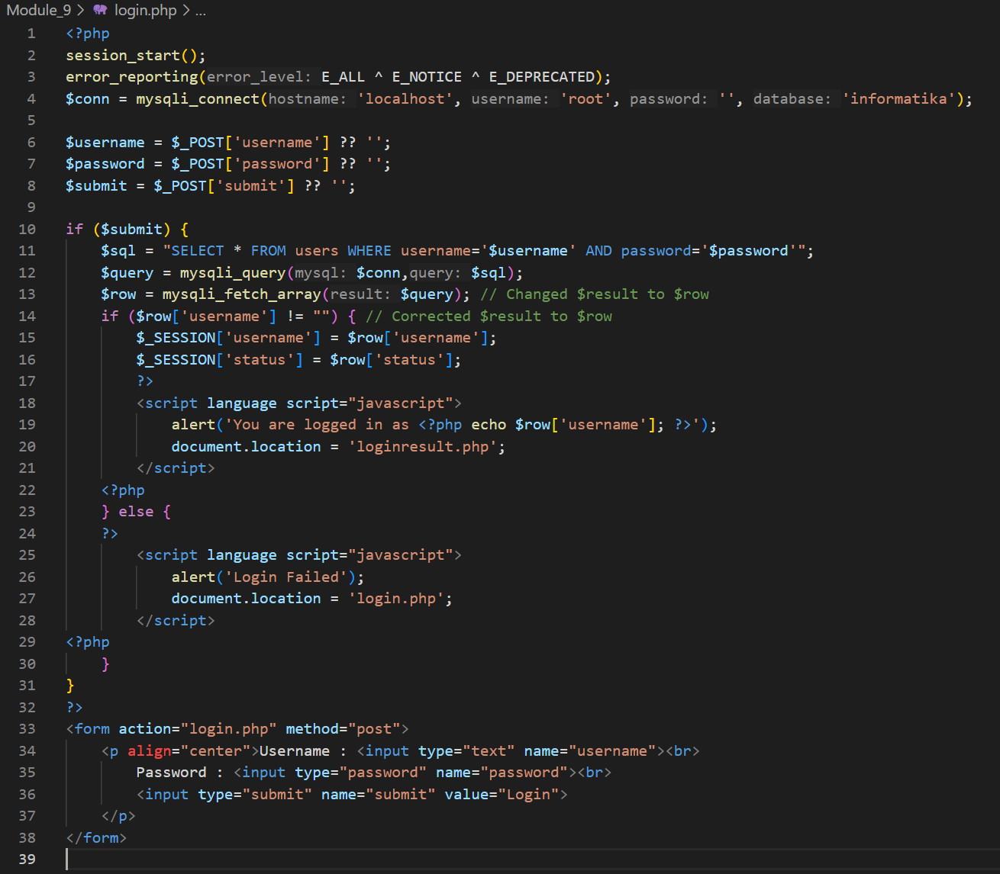 Module_9 > login.php > ...
1 <?php
2 session_start();
3 error_reporting(error_level: E_ALL ^ E_NOTICE ^ E_DEPRECATED);
4 $conn = mysqli_connect(hostname: 'localhost', username: 'root', password: '', database: 'informatika');
5
6 $username = $_POST['username'] ?? '';
7 $password = $_POST['password'] ?? '';
8 $submit = $_POST['submit'] ?? '';
9
10 if ($submit) {
11     $sql = "SELECT * FROM users WHERE username='$username' AND password='$password'";
12     $query = mysqli_query(mysql: $conn,query: $sql);
13     $row = mysqli_fetch_array(result: $query); // Changed $result to $row
14     if ($row['username'] != "") { // Corrected $result to $row
15         $_SESSION['username'] = $row['username'];
16         $_SESSION['status'] = $row['status'];
17         ?>
18         <script language script="javascript">
19             alert('You are logged in as <?php echo $row['username']; ?>');
20             document.location = 'loginresult.php';
21         </script>
22     <?php
23     } else {
24     ?>
25         <script language script="javascript">
26             alert('Login Failed');
27             document.location = 'login.php';
28         </script>
29 <?php
30     }
31 }
32 ?>
33 <form action="login.php" method="post">
34     <p align="center">Username : <input type="text" name="username"><br>
35         Password : <input type="password" name="password"><br>
36         <input type="submit" name="submit" value="Login">
37     </p>
38 </form>
39